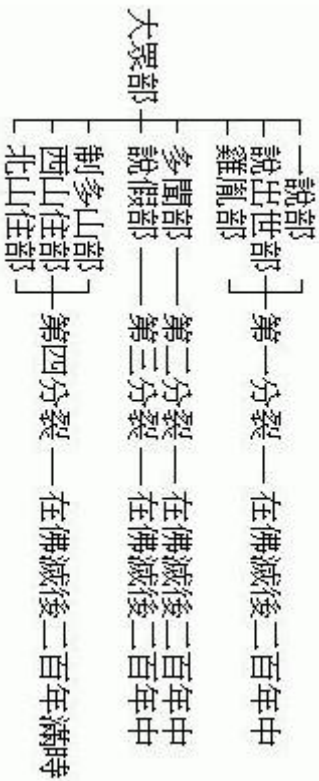 大眾部
一說部
說出世部
雞胤部
第一分裂
在佛滅後二百年中
多聞部
第二分裂
在佛滅後二百年中
說假部
第三分裂
在佛滅後二百年中
制多山部
西山住部
北山住部
第四分裂
在佛滅後二百年滿時